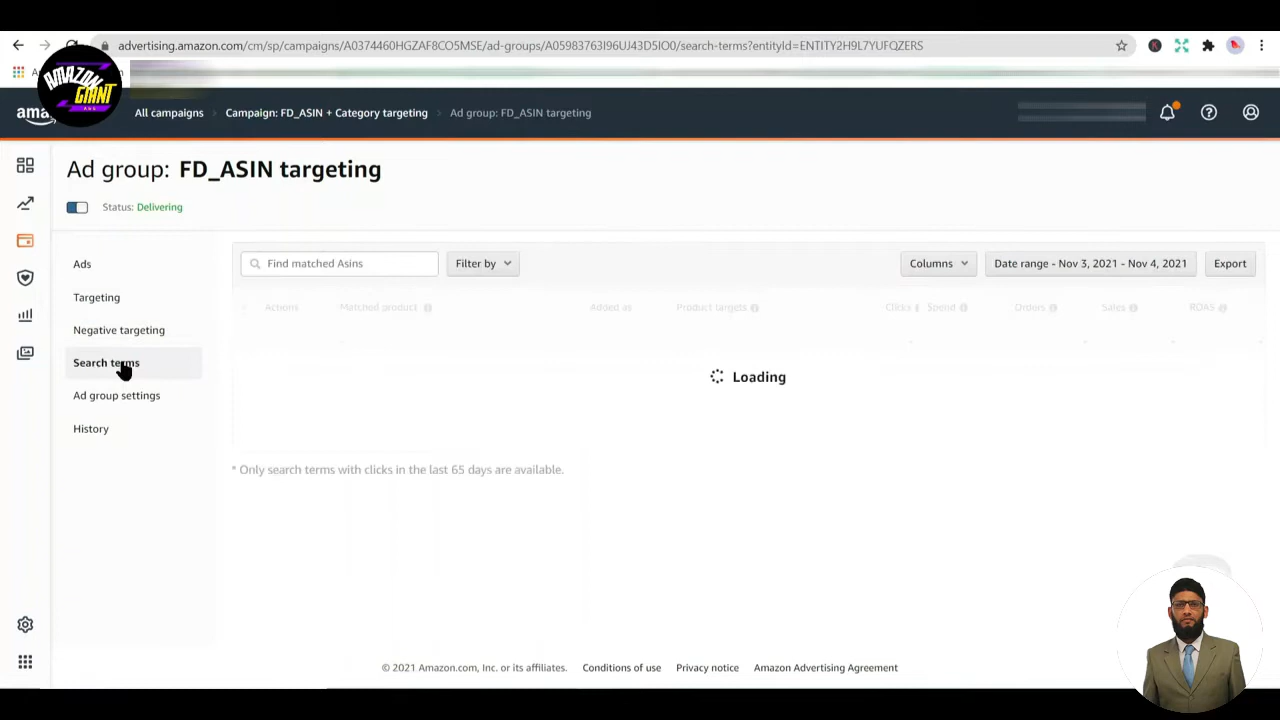 advertising.amazon.com/cm/sp/campaigns/A0374460HGZAF8CO5MSE/ad-groups/A05983763I96UJ43D5IO0/search-terms?entityId=ENTITY2H9L7YUFQZERS
AMAZON
GIANT
All campaigns
Campaign: FD_ASIN + Category targeting
Ad group: FD_ASIN targeting
Ad group: FD_ASIN targeting
Status: Delivering
Ads
Targeting
Negative targeting
Search terms
Ad group settings
History
Find matched Asins
Filter by
Columns
Date range - Nov 3, 2021 - Nov 4, 2021
Export
Actions
Matched product
Added as
Product targets
Clicks
Spend
Orders
Sales
ROAS
Loading
* Only search terms with clicks in the last 65 days are available.
© 2021 Amazon.com, Inc. or its affiliates.
Conditions of use
Privacy notice
Amazon Advertising Agreement